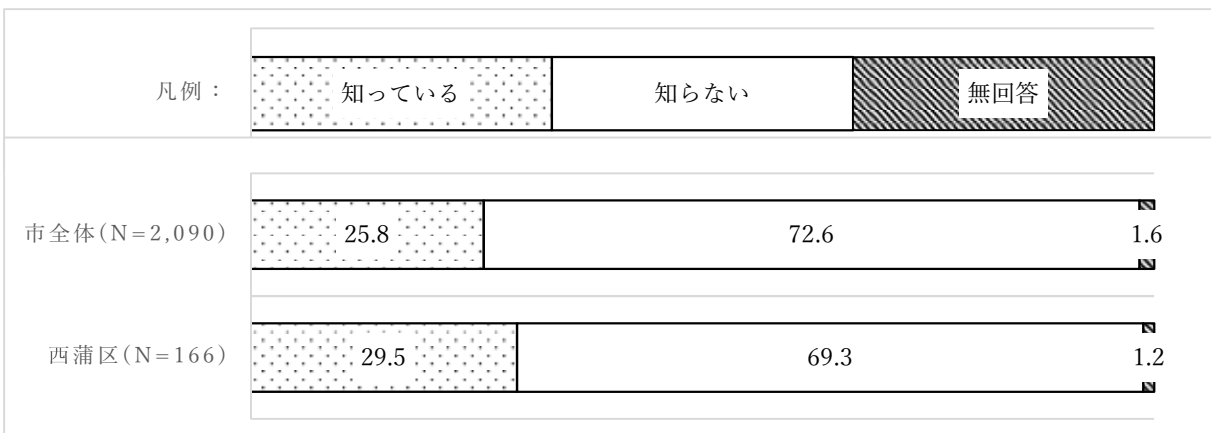 凡例： 知っている 知らない 無回答
市全体(N=2,090) 25.8 72.6 1.6
西蒲区(N=166) 29.5 69.3 1.2